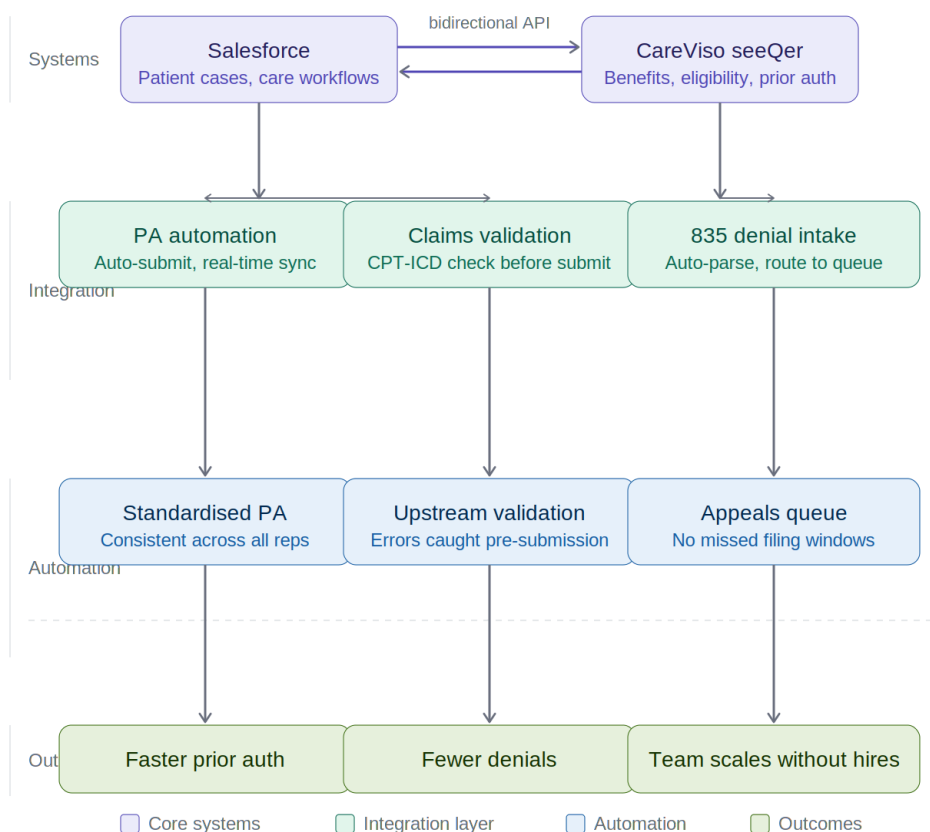 bidirectional API
Systems
Salesforce
Patient cases, care workflows
CareViso seeQer
Benefits, eligibility, prior auth
PA automation
Auto-submit, real-time sync
Claims validation
CPT-ICD check before submit
835 denial intake
Auto-parse, route to queue
Integration
Standardised PA
Consistent across all reps
Upstream validation
Errors caught pre-submission
Appeals queue
No missed filing windows
Automation
Out
Faster prior auth
Fewer denials
Team scales without hires
Core systems
Integration layer
Automation
Outcomes